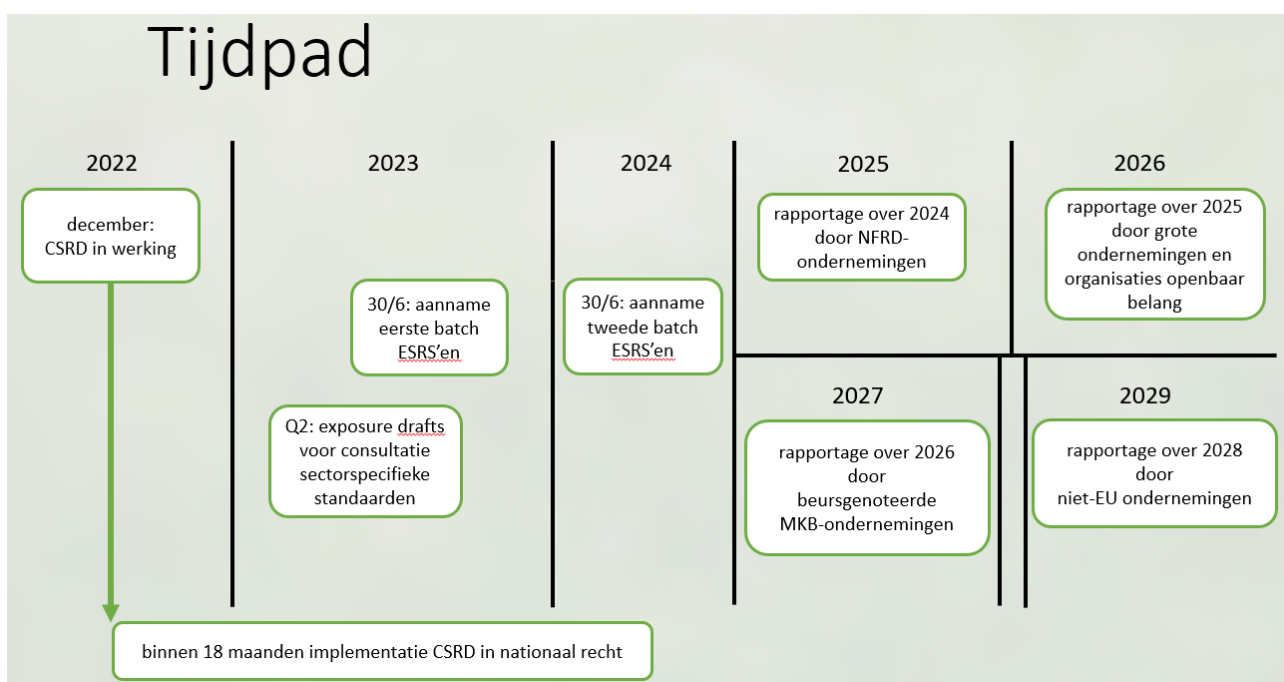 Tijdpad
2022
december:
CSRD in werking
2023
30/6: aanname
eerste batch
ESRS’en
Q2: exposure drafts
voor consultatie
sectorspecifieke
standaarden
2024
30/6: aanname
tweede batch
ESRS’en
2025
rapportage over 2024
door NFRD-
ondernemingen
2026
rapportage over 2025
door grote
ondernemingen en
organisaties openbaar
belang
2027
rapportage over 2026
door
beursgenoteerde
MKB-ondernemingen
2029
rapportage over 2028
door
niet-EU ondernemingen
binnen 18 maanden implementatie CSRD in nationaal recht